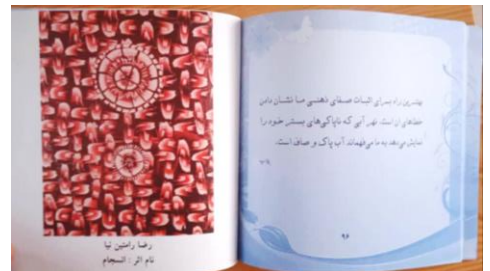 رضا رامتین نیا
نام اثر : انسجام
بهترین راه برای اثبات صفای ذهنی ما نشان دادن
خطاهای آن است. نهر آبی که ناپاکی‌های بستر خود را
نمایش می‌دهد به ما می‌فهماند آب پاک و صاف است.
۹۶